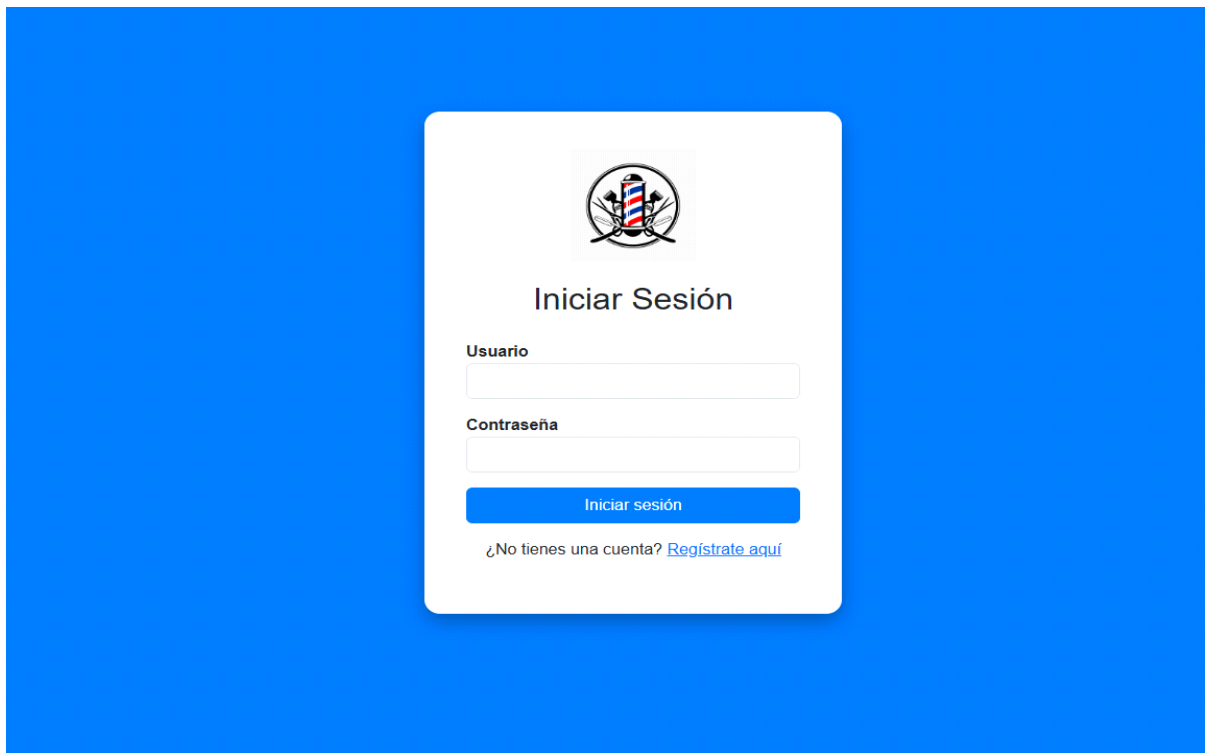 Iniciar Sesión
Usuario
Contraseña
Iniciar sesión
¿No tienes una cuenta? Regístrate aquí